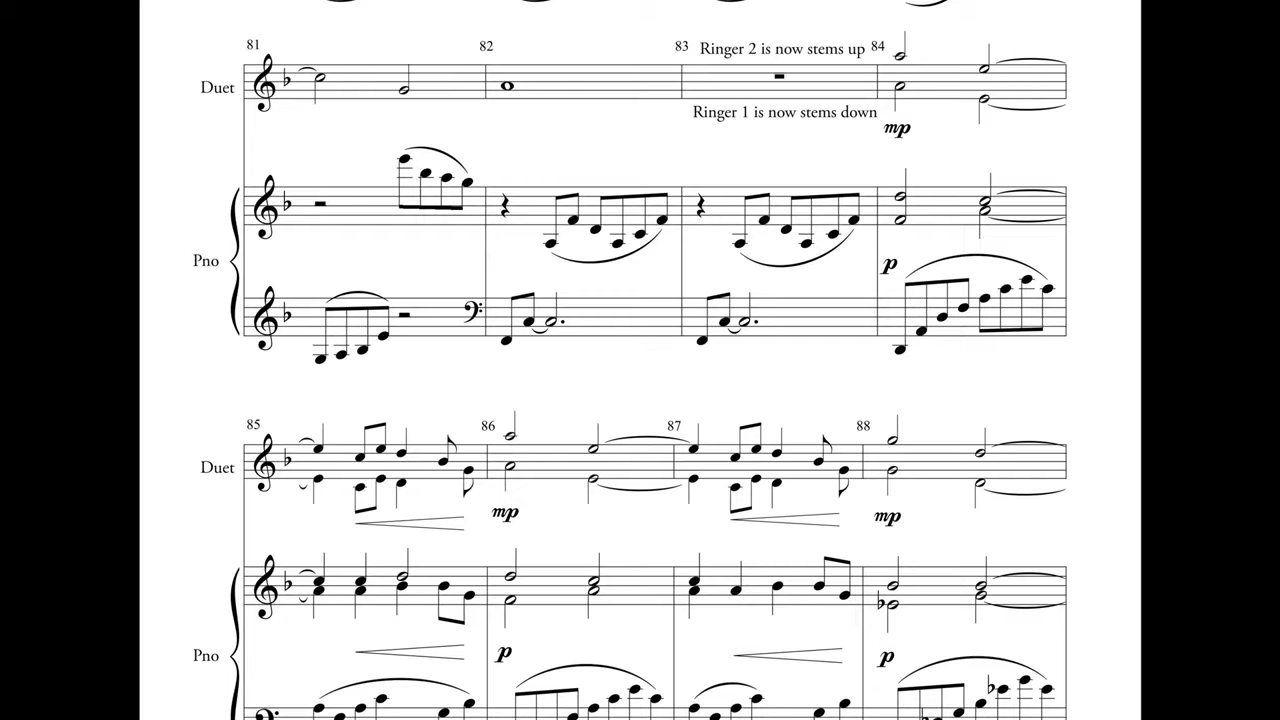 81 82 83 Ringer 2 is now stems up 84
Duet
Ringer 1 is now stems down
mp
Pno
p
85 86 87 88
Duet
mp mp
Pno
p p